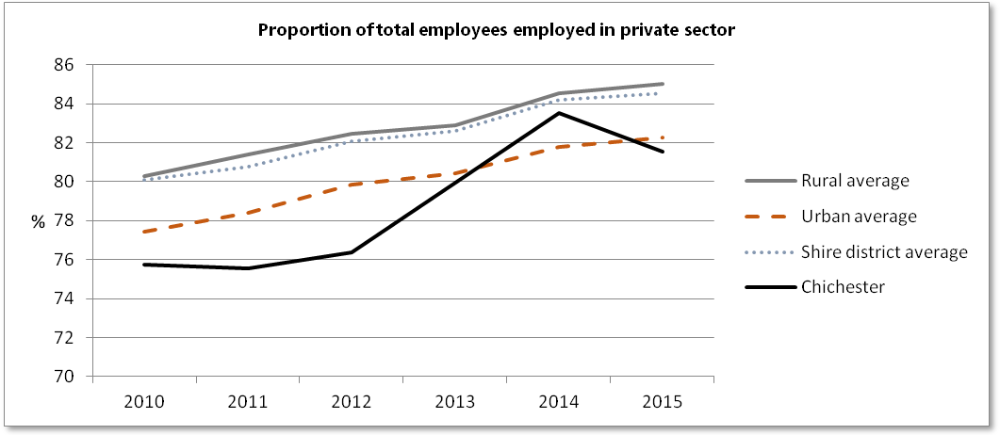 Proportion of total employees employed in private sector
86
84
82
80
78
76
74
72
70
%
2010 2011 2012 2013 2014 2015
Rural average
Urban average
Shire district average
Chichester